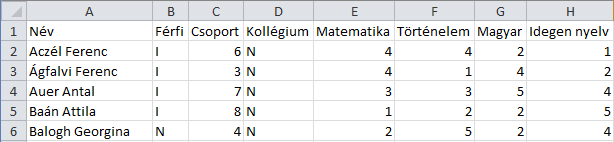 A B C D E F G H
1 Név Férfi Csoport Kollégium Matematika Történelem Magyar Idegen nyelv
2 Aczél Ferenc I 6 N 4 4 2 1
3 Ágfalvi Ferenc I 3 N 4 1 4 2
4 Auer Antal I 7 N 3 3 5 4
5 Baán Attila I 8 N 1 2 2 5
6 Balogh Georgina N 4 N 2 5 2 4